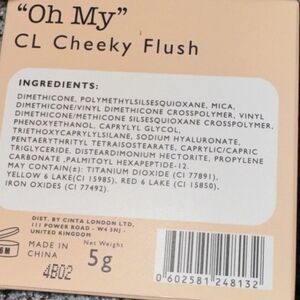 “Oh My”
CL Cheeky Flush
INGREDIENTS:
DIMETHICONE, POLYMETHYLSILSESQUIOXANE, MICA,
DIMETHICONE/VINYL DIMETHICONE CROSSPOLYMER, VINYL
DIMETHICONE/METHICONE SILSESQUIOXANE CROSSPOLYMER,
PHENOXYETHANOL, CAPRYLYL GLYCOL,
TRIETHOXYCAPRYLYLSILANE, SODIUM HYALURONATE,
PENTAERYTHRITYL TETRAISOSTEARATE, CAPRYLIC/CAPRIC
TRIGLYCERIDE, DISTEARDIMONIUM HECTORITE, PROPYLENE
CARBONATE ,PALMITOYL HEXAPEPTIDE-12.
MAY CONTAIN(S): TITANIUM DIOXIDE (CI 77891),
YELLOW 6 LAKE(CI 15985), RED 6 LAKE(CI 15850),
IRON OXIDES (CI 77492).
DIST. BY CINTA LONDON LTD,
111 POWER ROAD - W4 3NJ -
UNITED KINGDOM
MADE IN
CHINA
4B02
Net Weight
5g
0 602581 248132